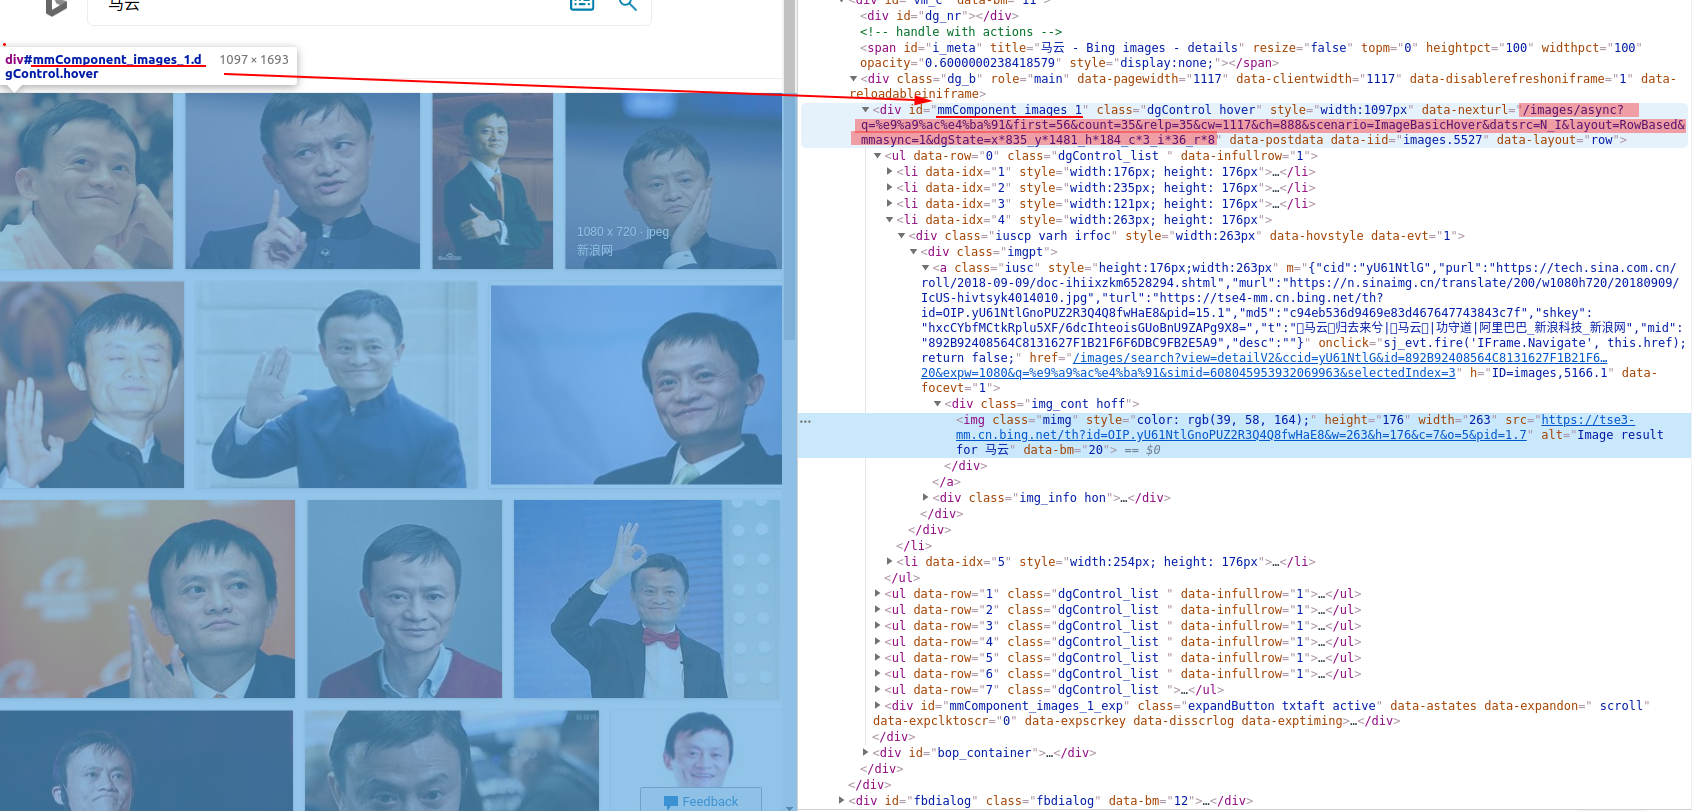 马云
div#mmComponent_images_1.d 1097 × 1693
gControl.hover
1080 x 720 · jpeg
新浪网
Feedback
<div id="vm_c" data-bm="11">
<div id="dg_nr"></div>
<!-- handle with actions -->
<span id="i_meta" title="马云 - Bing images - details" resize="false" topm="0" heightpct="100" widthpct="100"
opacity="0.6000000238418579" style="display:none;"></span>
<div class="dg_b" role="main" data-pagewidth="1117" data-clientwidth="1117" data-disablerefreshoniframe="1" data-
reloadableiniframe>
<div id="mmComponent_images_1" class="dgControl hover" style="width:1097px" data-nexturl="/images/async?
q=%e9%a9%ac%e4%ba%91&first=56&count=35&relp=35&cw=1117&ch=888&scenario=ImageBasicHover&datsrc=N_I&layout=RowBased&
mmasync=1&dgState=x*835_y*1481_h*184_c*3_i*36_r*8" data-postdata data-iid="images.5527" data-layout="row">
<ul data-row="0" class="dgControl_list " data-infullrow="1">
<li data-idx="1" style="width:176px; height: 176px">…</li>
<li data-idx="2" style="width:235px; height: 176px">…</li>
<li data-idx="3" style="width:121px; height: 176px">…</li>
<li data-idx="4" style="width:263px; height: 176px">
<div class="iuscp varh irfoc" style="width:263px" data-hovstyle data-evt="1">
<div class="imgpt">
<a class="iusc" style="height:176px;width:263px" m="{"cid":"yU61NtlG","purl":"https://tech.sina.com.cn/
roll/2018-09-09/doc-ihiixzkm6528294.shtml","murl":"https://n.sinaimg.cn/translate/200/w1080h720/20180909/
IcUS-hivtsyk4014010.jpg","turl":"https://tse4-mm.cn.bing.net/th?
id=OIP.yU61NtlGnoPUZ2R3Q4Q8fwHaE8&pid=15.1","md5":"c94eb536d9469e83d467647743843c7f","shkey":
"hxcCYbfMCtkRplu5XF/6dcIhteoisGUoBnU9ZAPg9X8=","t":"马云归去来兮|马云|功守道|阿里巴巴_新浪科技_新浪网","mid":
"892B92408564C8131627F1B21F6F6DBC9FB2E5A9","desc":""}" onclick="sj_evt.fire('IFrame.Navigate', this.href);
return false;" href="/images/search?view=detailV2&ccid=yU61NtlG&id=892B92408564C8131627F1B21F6…
20&expw=1080&q=%e9%a9%ac%e4%ba%91&simid=608045953932069963&selectedIndex=3" h="ID=images,5166.1" data-
focevt="1">
<div class="img_cont hoff">
<img class="mimg" style="color: rgb(39, 58, 164);" height="176" width="263" src="https://tse3-
mm.cn.bing.net/th?id=OIP.yU61NtlGnoPUZ2R3Q4Q8fwHaE8&w=263&h=176&c=7&o=5&pid=1.7" alt="Image result
for 马云" data-bm="20"> == $0
</div>
</a>
<div class="img_info hon">…</div>
</div>
</div>
</li>
<li data-idx="5" style="width:254px; height: 176px">…</li>
</ul>
<ul data-row="1" class="dgControl_list " data-infullrow="1">…</ul>
<ul data-row="2" class="dgControl_list " data-infullrow="1">…</ul>
<ul data-row="3" class="dgControl_list " data-infullrow="1">…</ul>
<ul data-row="4" class="dgControl_list " data-infullrow="1">…</ul>
<ul data-row="5" class="dgControl_list " data-infullrow="1">…</ul>
<ul data-row="6" class="dgControl_list " data-infullrow="1">…</ul>
<ul data-row="7" class="dgControl_list ">…</ul>
<div id="mmComponent_images_1_exp" class="expandButton txtaft active" data-astates data-expandon=" scroll"
data-expclktoscr="0" data-expscrkey data-disscrlog data-exptiming>…</div>
</div>
<div id="bop_container">…</div>
</div>
</div>
<div id="fbdialog" class="fbdialog" data-bm="12">…</div>